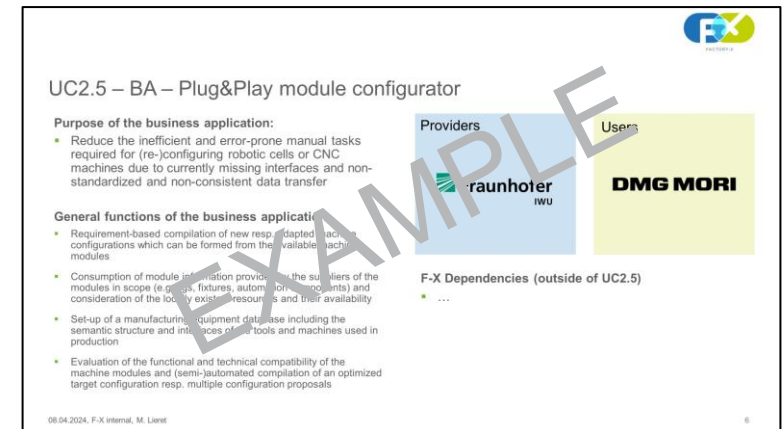 FX
FACTORY-X
UC2.5 – BA – Plug&Play module configurator
Purpose of the business application:
▪ Reduce the inefficient and error-prone manual tasks
required for (re-)configuring robotic cells or CNC
machines due to currently missing interfaces and non-
standardized and non-consistent data transfer
General functions of the business
▪ Requirement-based compilation of new resp. adapted machine
configurations which can be formed from the available machine
modules
▪ Consumption of module information provided by the suppliers of the
modules in scope (e.g. fixtures, automation components) and
consideration of the locally existing resources and their availability
▪ Set-up of a manufacturing equipment database including the
semantic structure and interfaces of the tools and machines used in
production
▪ Evaluation of the functional and technical compatibility of the
machine modules and (semi-)automated compilation of an optimized
target configuration resp. multiple configuration proposals
Providers
Fraunhofer
IWU
Users
DMG MORI
F-X Dependencies (outside of UC2.5)
▪ …
EXAMPLE
08.04.2024, F-X internal, M. Lieret
6